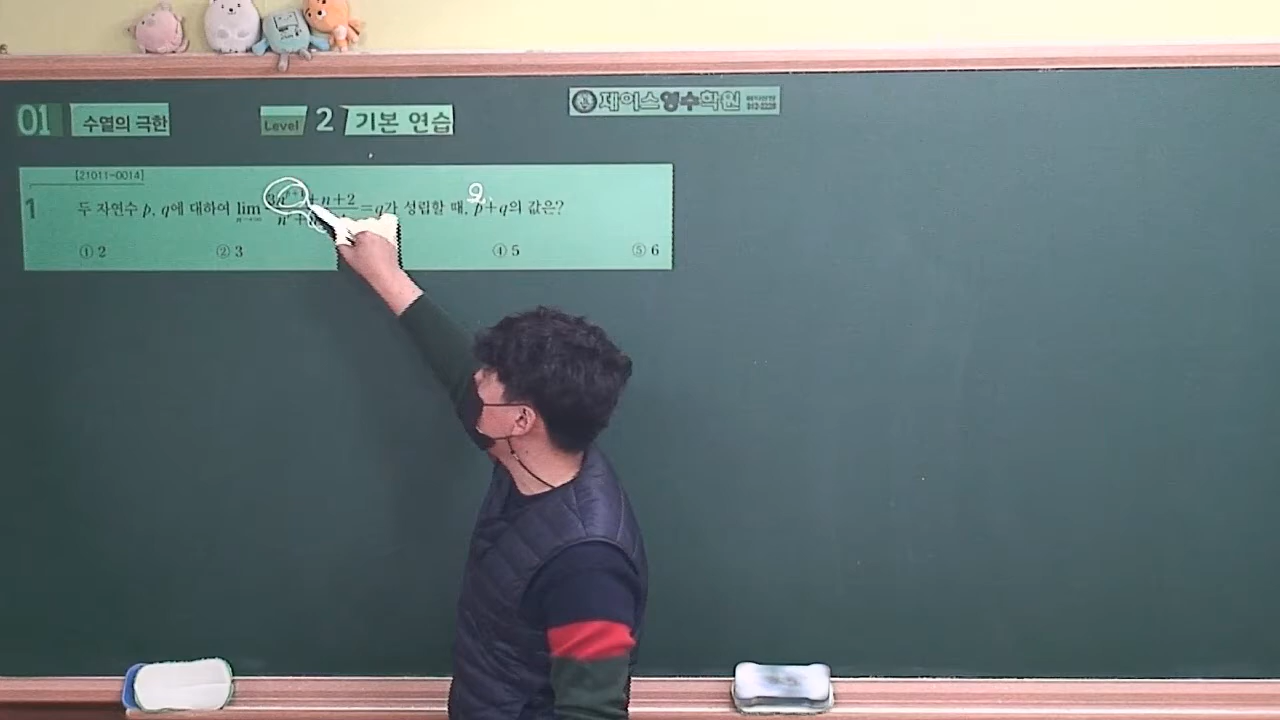 01 수열의 극한 Level 2 기본 연습
제이스영수학원
[21011-0014]
1 두 자연수 p, q에 대하여 lim =q가 성립할 때, p+q의 값은?
2
① 2 ② 3 ④ 5 ⑤ 6